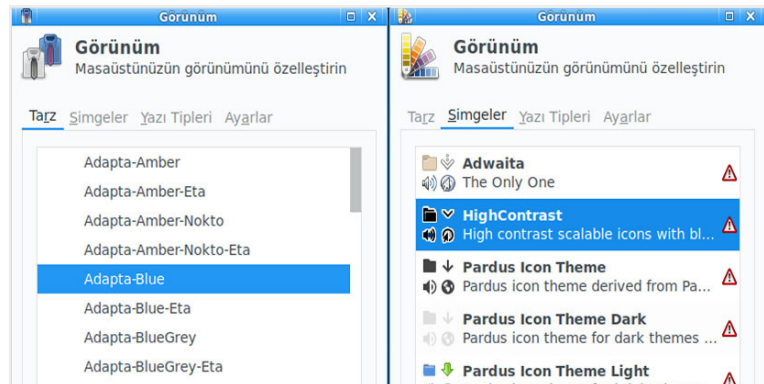 Görünüm
Görünüm
Masaüstünüzün görünümünü özelleştirin
Tarz Simgeler Yazı Tipleri Ayarlar
Adapta-Amber
Adapta-Amber-Eta
Adapta-Amber-Nokto
Adapta-Amber-Nokto-Eta
Adapta-Blue
Adapta-Blue-Eta
Adapta-BlueGrey
Adapta-BlueGrey-Eta
Görünüm
Görünüm
Masaüstünüzün görünümünü özelleştirin
Tarz Simgeler Yazı Tipleri Ayarlar
Adwaita
The Only One
HighContrast
High contrast scalable icons with bl...
Pardus Icon Theme
Pardus icon theme derived from Pa...
Pardus Icon Theme Dark
Pardus icon theme for dark themes ...
Pardus Icon Theme Light